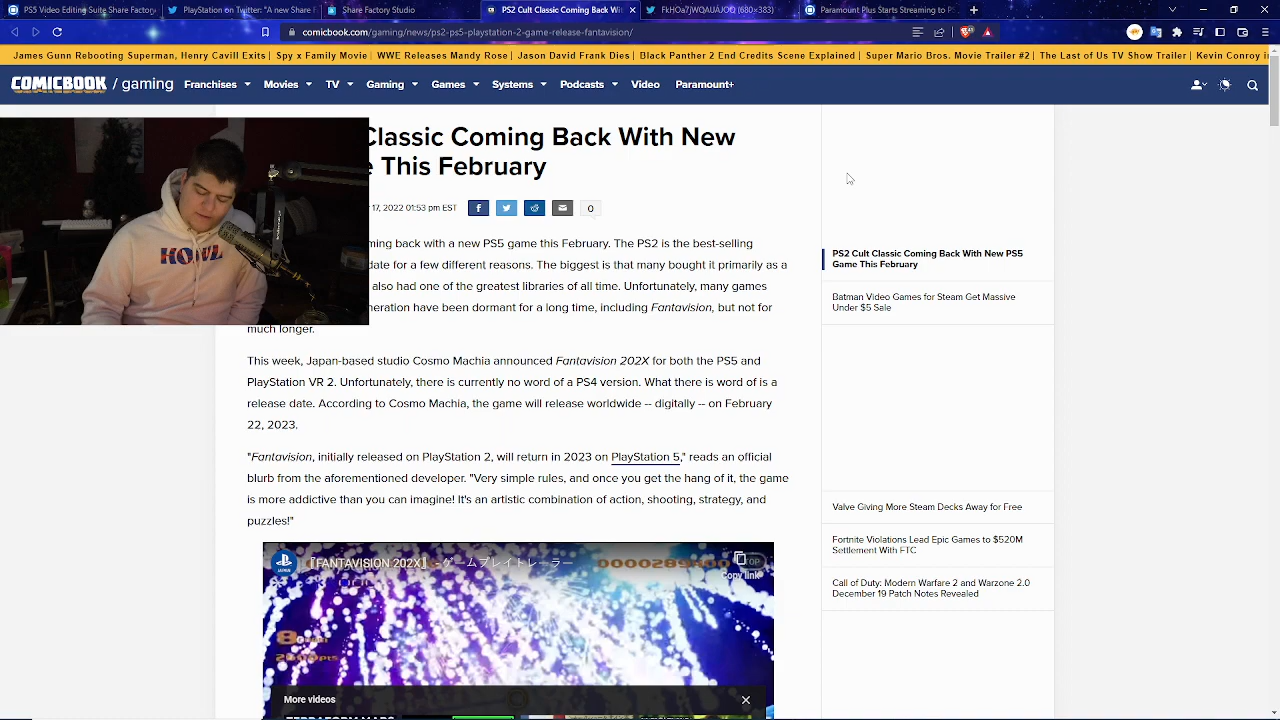 PS5 Video Editing Suite Share Factory
PlayStation on Twitter: "A new Share F
Share Factory Studio
PS2 Cult Classic Coming Back Wit
FkHOa7jWQAUAUOQ (680×383)
Paramount Plus Starts Streaming to PS
comicbook.com/gaming/news/ps2-ps5-playstation-2-game-release-fantavision/
James Gunn Rebooting Superman, Henry Cavill Exits | Spy x Family Movie | WWE Releases Mandy Rose | Jason David Frank Dies | Black Panther 2 End Credits Scene Explained | Super Mario Bros. Movie Trailer #2 | The Last of Us TV Show Trailer | Kevin Conroy in
COMICBOOK / gaming Franchises Movies TV Gaming Games Systems Podcasts Video Paramount+
Classic Coming Back With New
This February
17, 2022 01:53 pm EST
f
0
ming back with a new PS5 game this February. The PS2 is the best-selling
date for a few different reasons. The biggest is that many bought it primarily as a
also had one of the greatest libraries of all time. Unfortunately, many games
neration have been dormant for a long time, including Fantavision, but not for
much longer.
This week, Japan-based studio Cosmo Machia announced Fantavision 202X for both the PS5 and
PlayStation VR 2. Unfortunately, there is currently no word of a PS4 version. What there is word of is a
release date. According to Cosmo Machia, the game will release worldwide -- digitally -- on February
22, 2023.
"Fantavision, initially released on PlayStation 2, will return in 2023 on PlayStation 5," reads an official
blurb from the aforementioned developer. "Very simple rules, and once you get the hang of it, the game
is more addictive than you can imagine! It's an artistic combination of action, shooting, strategy, and
puzzles!"
『FANTAVISION 202X』 - ゲームプレイトレーラー
Copy link
More videos
PS2 Cult Classic Coming Back With New PS5
Game This February
Batman Video Games for Steam Get Massive
Under $5 Sale
Valve Giving More Steam Decks Away for Free
Fortnite Violations Lead Epic Games to $520M
Settlement With FTC
Call of Duty: Modern Warfare 2 and Warzone 2.0
December 19 Patch Notes Revealed